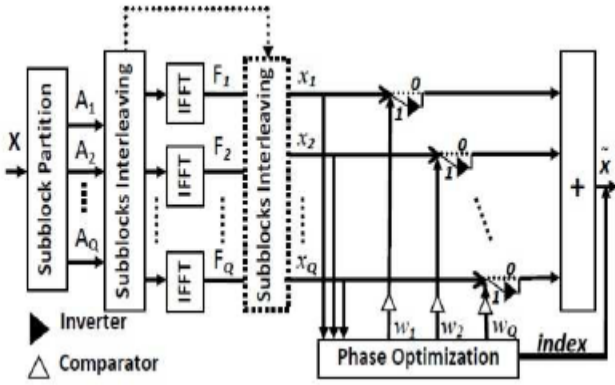 X
Subblock Partition
A1
A2
AQ
Subblocks Interleaving
IFFT
IFFT
IFFT
F1
F2
FQ
Subblocks Interleaving
x1
x2
xQ
0
1
0
1
0
1
+
x̃
w1
w2
wQ
Phase Optimization
index
Inverter
Comparator